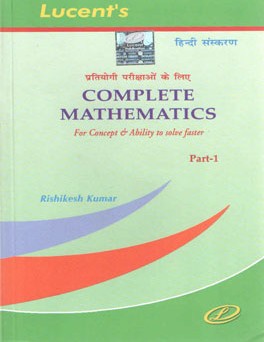 Lucent's
हिन्दी संस्करण
प्रतियोगी परीक्षाओं के लिए
COMPLETE
MATHEMATICS
For Concept & Ability to solve faster
Part-1
Rishikesh Kumar